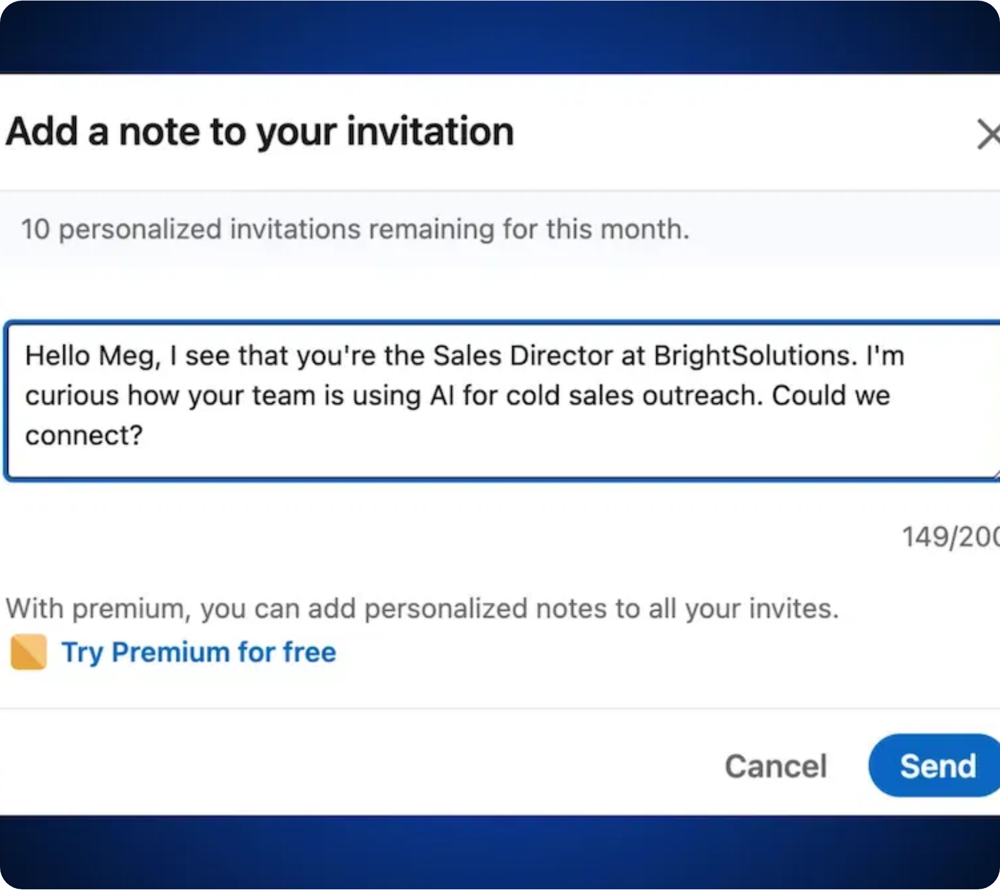 Add a note to your invitation
10 personalized invitations remaining for this month.
Hello Meg, I see that you're the Sales Director at BrightSolutions. I'm
curious how your team is using AI for cold sales outreach. Could we
connect?
149/200
With premium, you can add personalized notes to all your invites.
Try Premium for free
Cancel
Send